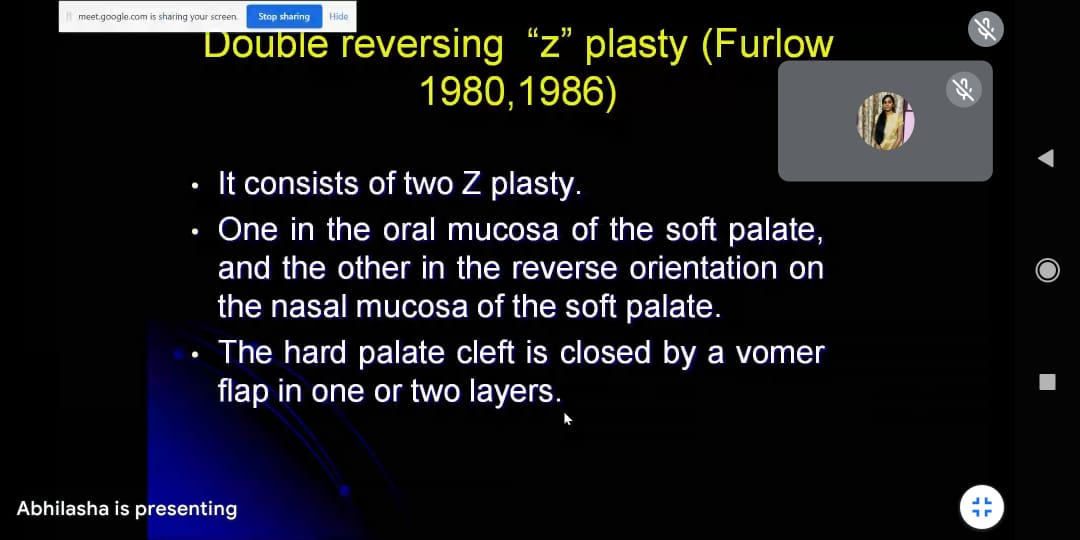 meet.google.com is sharing your screen. Stop sharing Hide
Double reversing “z” plasty (Furlow
1980,1986)
• It consists of two Z plasty.
• One in the oral mucosa of the soft palate,
and the other in the reverse orientation on
the nasal mucosa of the soft palate.
• The hard palate cleft is closed by a vomer
flap in one or two layers.
Abhilasha is presenting